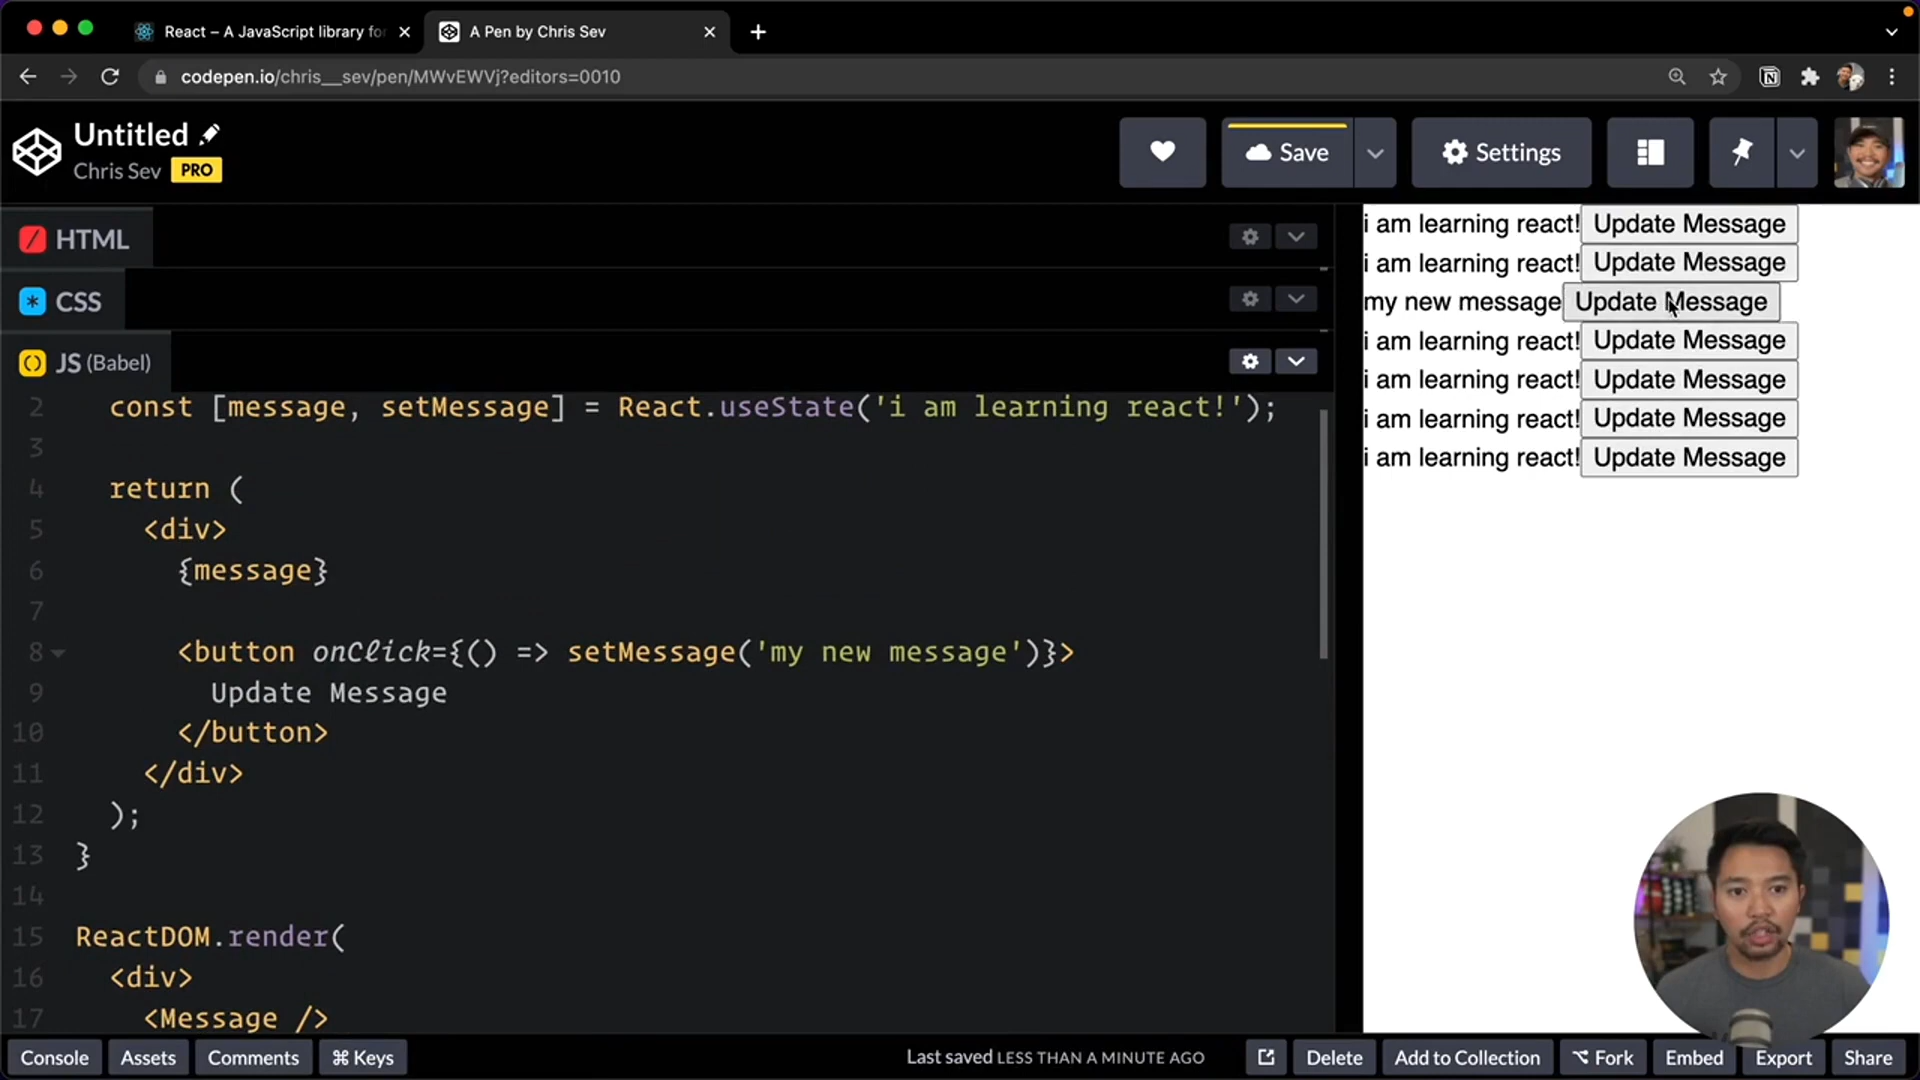 React – A JavaScript library for
A Pen by Chris Sev
codepen.io/chris__sev/pen/MWvEWVj?editors=0010
Untitled
Chris Sev PRO
Save
Settings
HTML
CSS
JS (Babel)
2 const [message, setMessage] = React.useState('i am learning react!');
3
4 return (
5 <div>
6 {message}
7
8 <button onClick={() => setMessage('my new message')}>
9 Update Message
10 </button>
11 </div>
12 );
13 }
14
15 ReactDOM.render(
16 <div>
17 <Message />
i am learning react! Update Message
i am learning react! Update Message
my new message Update Message
i am learning react! Update Message
i am learning react! Update Message
i am learning react! Update Message
i am learning react! Update Message
Console
Assets
Comments
⌘ Keys
Last saved LESS THAN A MINUTE AGO
Delete
Add to Collection
⌥ Fork
Embed
Export
Share